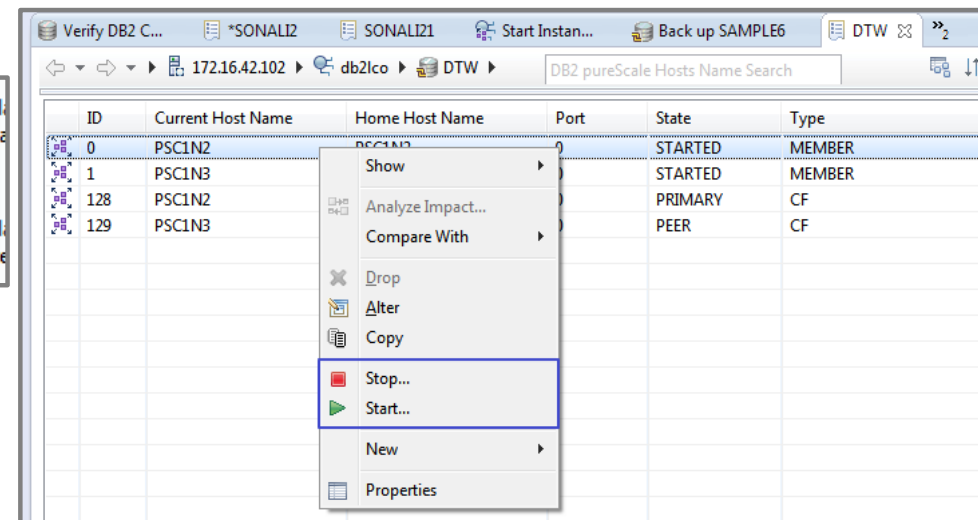 Verify DB2 C... *SONALI2 SONALI21 Start Instan... Back up SAMPLE6 DTW »2
172.16.42.102 db2lco DTW DB2 pureScale Hosts Name Search
ID Current Host Name Home Host Name Port State Type
0 PSC1N2 PSC1N2 0 STARTED MEMBER
1 PSC1N3 STARTED MEMBER
128 PSC1N2 PRIMARY CF
129 PSC1N3 PEER CF
Show
Analyze Impact...
Compare With
Drop
Alter
Copy
Stop...
Start...
New
Properties